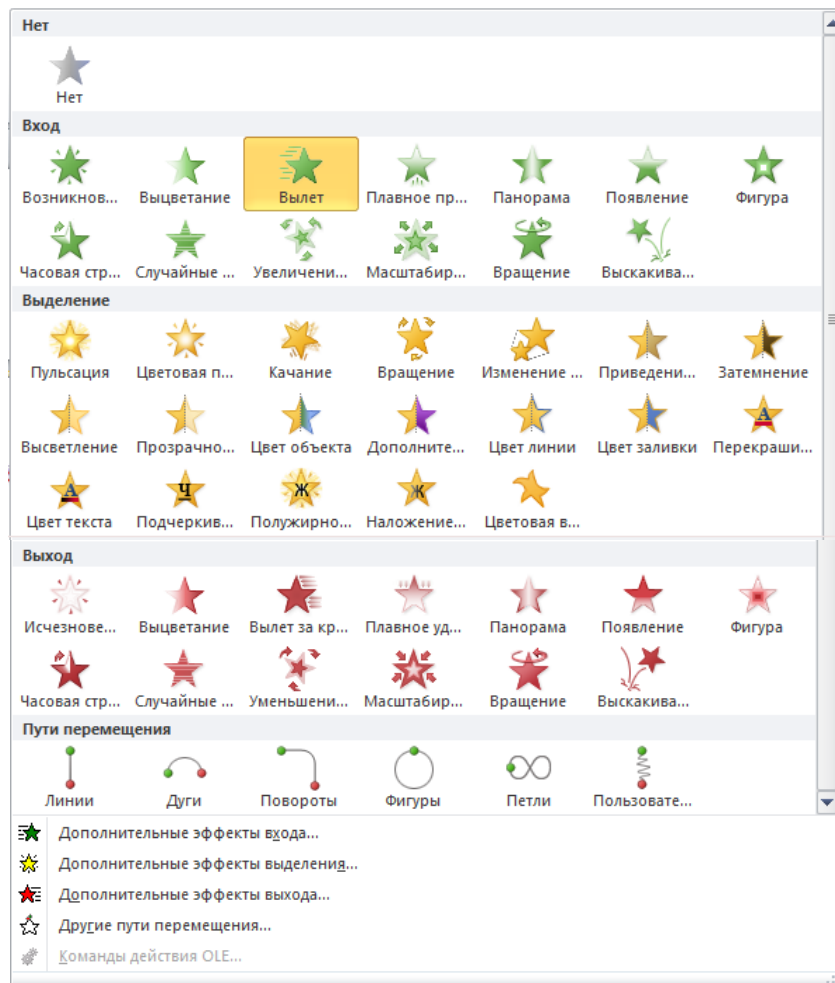 Нет
Нет
Вход
Возникнов... Выцветание Вылет Плавное пр... Панорама Появление Фигура
Часовая стр... Случайные ... Увеличени... Масштабир... Вращение Выскакива...
Выделение
Пульсация Цветовая п... Качание Вращение Изменение ... Приведени... Затемнение
Высветление Прозрачно... Цвет объекта Дополните... Цвет линии Цвет заливки Перекраши...
Цвет текста Подчеркив... Полужирно... Наложение... Цветовая в...
Выход
Исчезнове... Выцветание Вылет за кр... Плавное уд... Панорама Появление Фигура
Часовая стр... Случайные ... Уменьшени... Масштабир... Вращение Выскакива...
Пути перемещения
Линии Дуги Повороты Фигуры Петли Пользовате...
Дополнительные эффекты входа...
Дополнительные эффекты выделения...
Дополнительные эффекты выхода...
Другие пути перемещения...
Команды действия OLE...